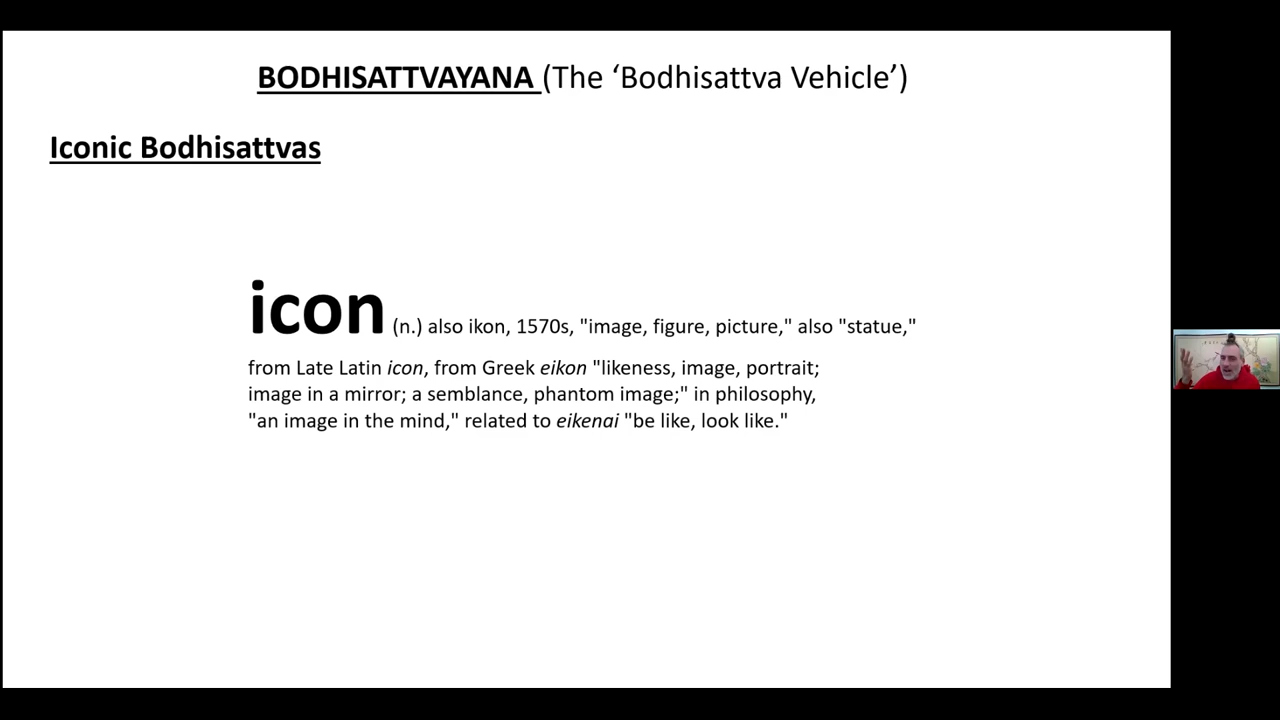 BODHISATTVAYANA (The ‘Bodhisattva Vehicle’)
Iconic Bodhisattvas
icon (n.) also ikon, 1570s, "image, figure, picture," also "statue,"
from Late Latin icon, from Greek eikon "likeness, image, portrait;
image in a mirror; a semblance, phantom image;" in philosophy,
"an image in the mind," related to eikenai "be like, look like."